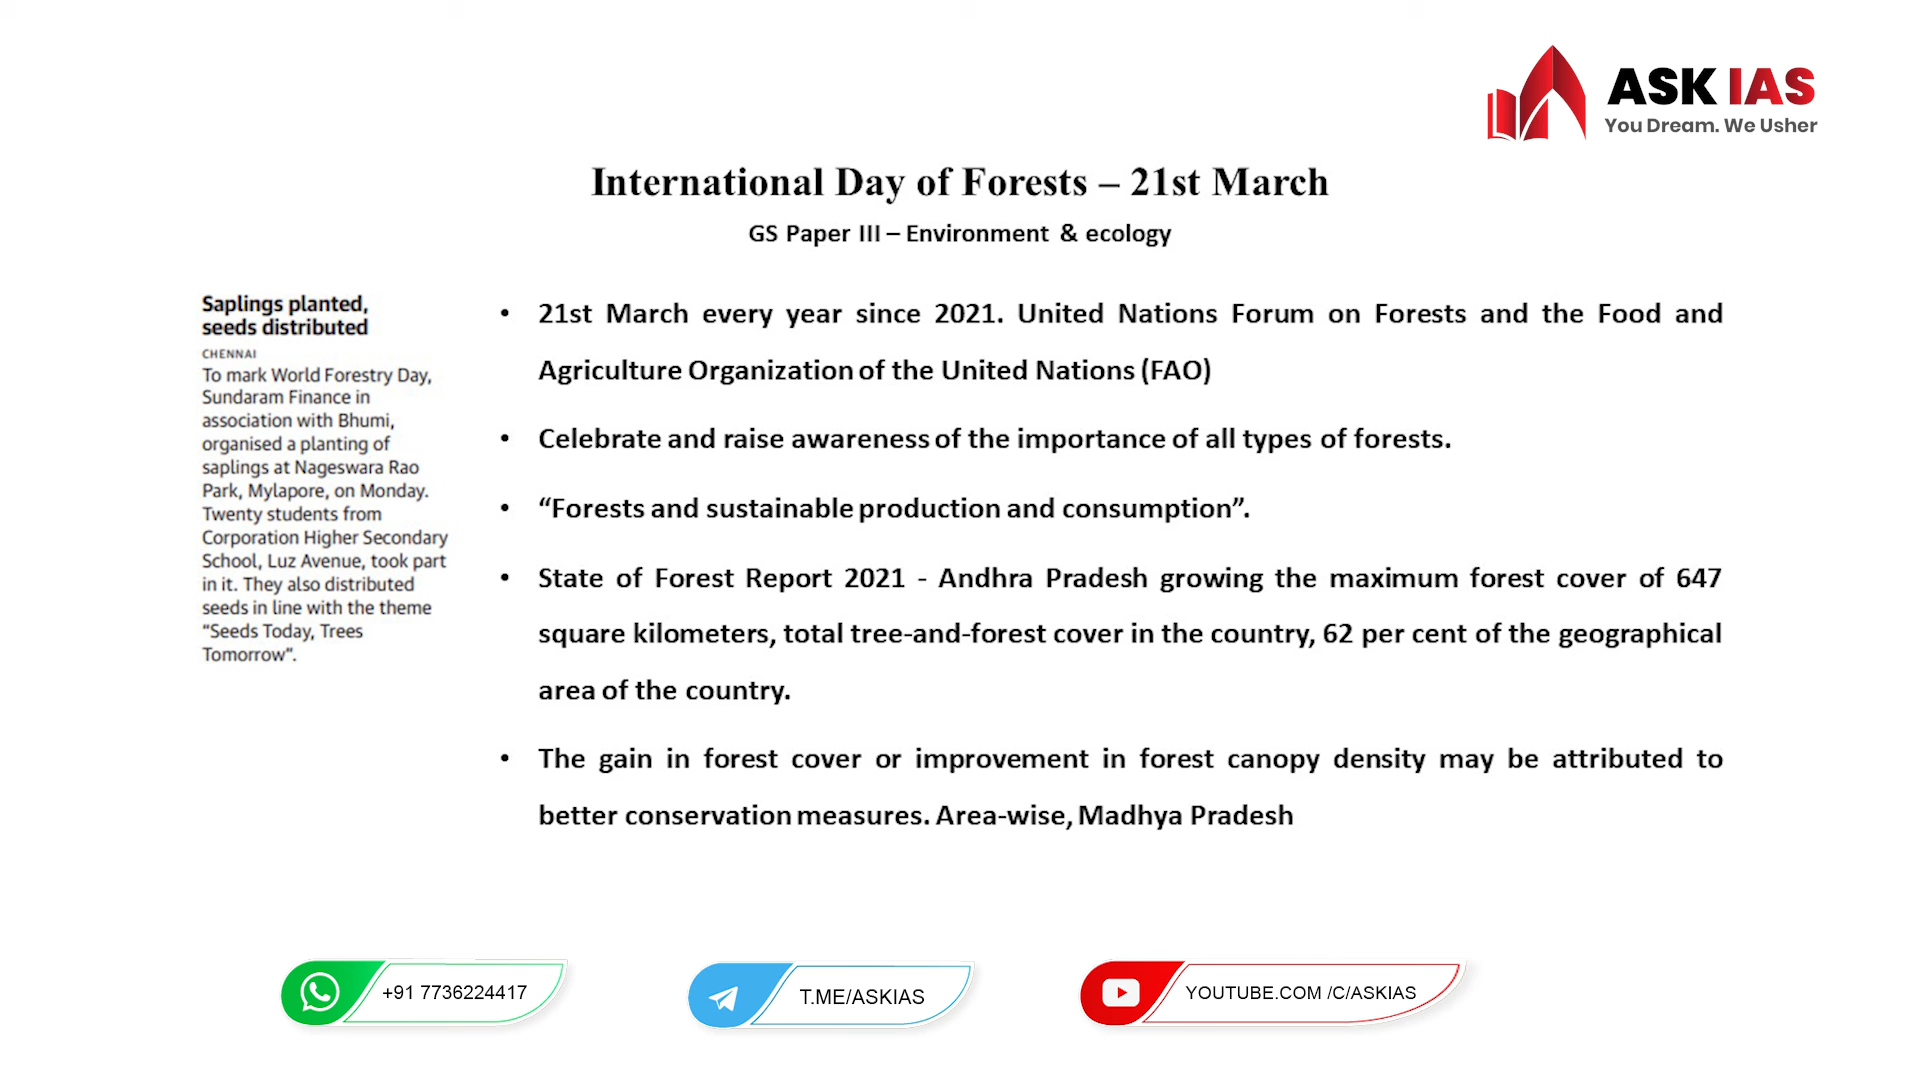 ASK IAS
You Dream. We Usher
International Day of Forests – 21st March
GS Paper III – Environment & ecology
Saplings planted,
seeds distributed
CHENNAI
To mark World Forestry Day,
Sundaram Finance in
association with Bhumi,
organised a planting of
saplings at Nageswara Rao
Park, Mylapore, on Monday.
Twenty students from
Corporation Higher Secondary
School, Luz Avenue, took part
in it. They also distributed
seeds in line with the theme
“Seeds Today, Trees
Tomorrow”.
• 21st March every year since 2021. United Nations Forum on Forests and the Food and
Agriculture Organization of the United Nations (FAO)
• Celebrate and raise awareness of the importance of all types of forests.
• “Forests and sustainable production and consumption”.
• State of Forest Report 2021 - Andhra Pradesh growing the maximum forest cover of 647
square kilometers, total tree-and-forest cover in the country, 62 per cent of the geographical
area of the country.
• The gain in forest cover or improvement in forest canopy density may be attributed to
better conservation measures. Area-wise, Madhya Pradesh
+91 7736224417
T.ME/ASKIAS
YOUTUBE.COM /C/ASKIAS